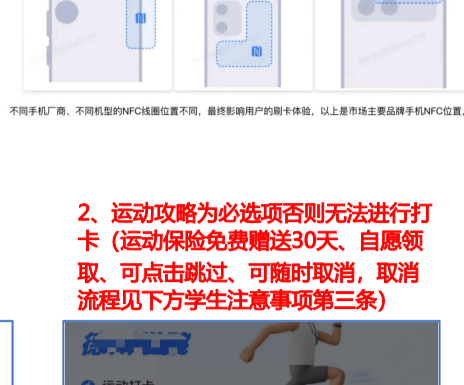 不同手机厂商、不同机型的NFC线圈位置不同，最终影响用户的刷卡体验，以上是市场主要品牌手机NFC位置，
2、运动攻略为必选项否则无法进行打
卡（运动保险免费赠送30天、自愿领
取、可点击跳过、可随时取消，取消
流程见下方学生注意事项第三条）
运动打卡